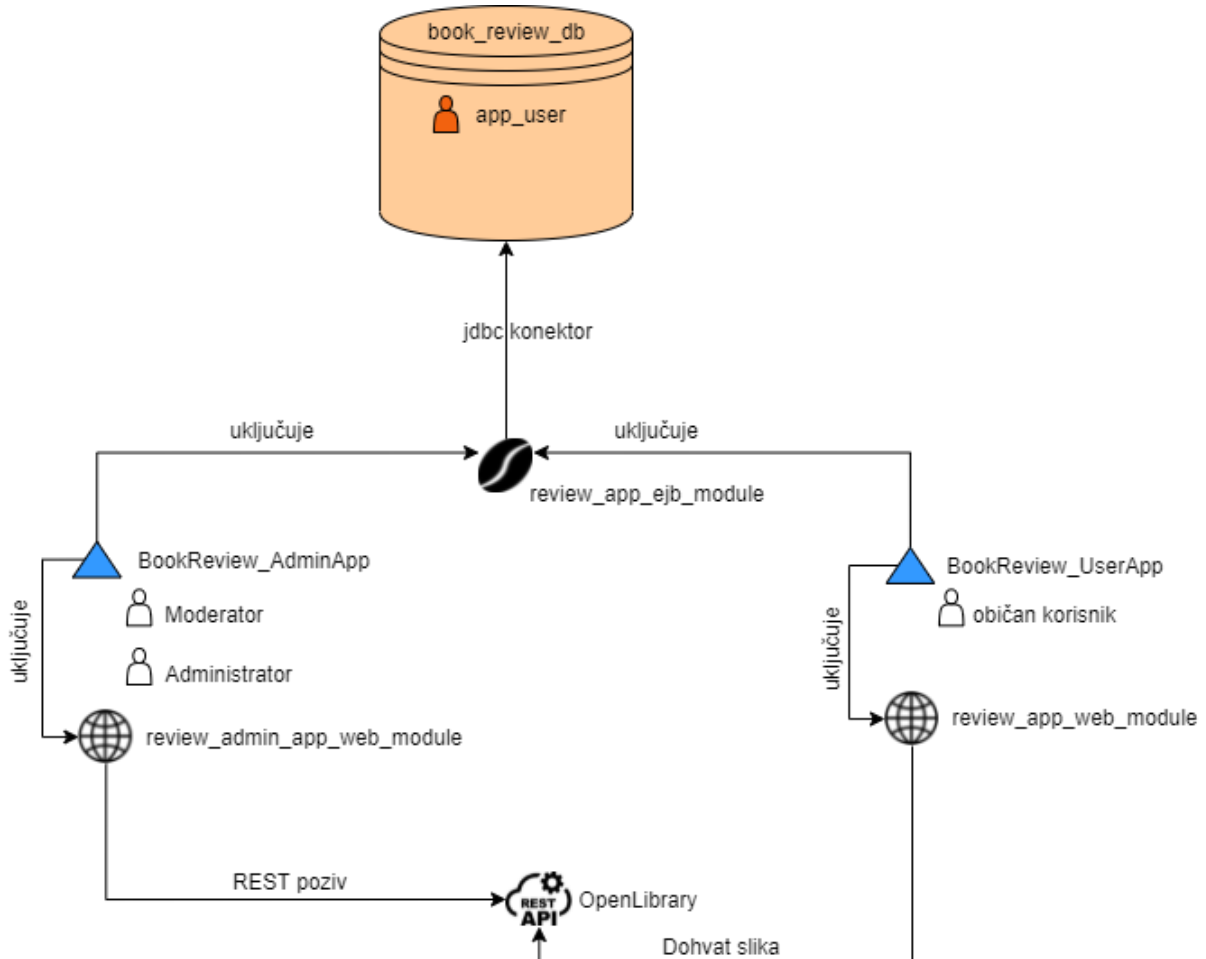 book_review_db
app_user
jdbc konektor
uključuje
uključuje
review_app_ejb_module
BookReview_AdminApp
BookReview_UserApp
uključuje
Moderator
uključuje
običan korisnik
Administrator
review_admin_app_web_module
review_app_web_module
REST poziv
REST
API
OpenLibrary
Dohvat slika